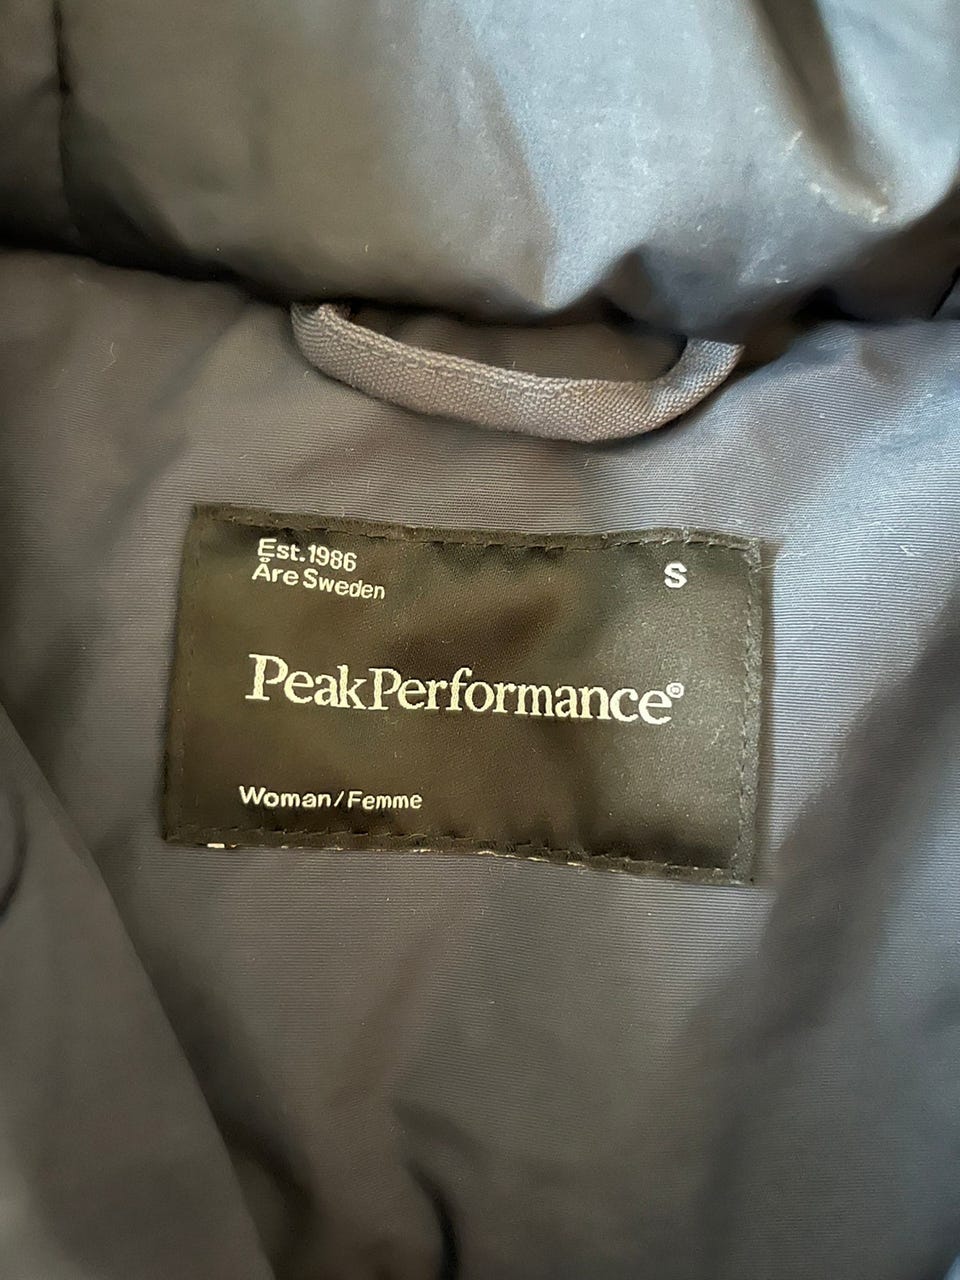 Est.1986
Åre Sweden
S
PeakPerformance®
Woman/Femme